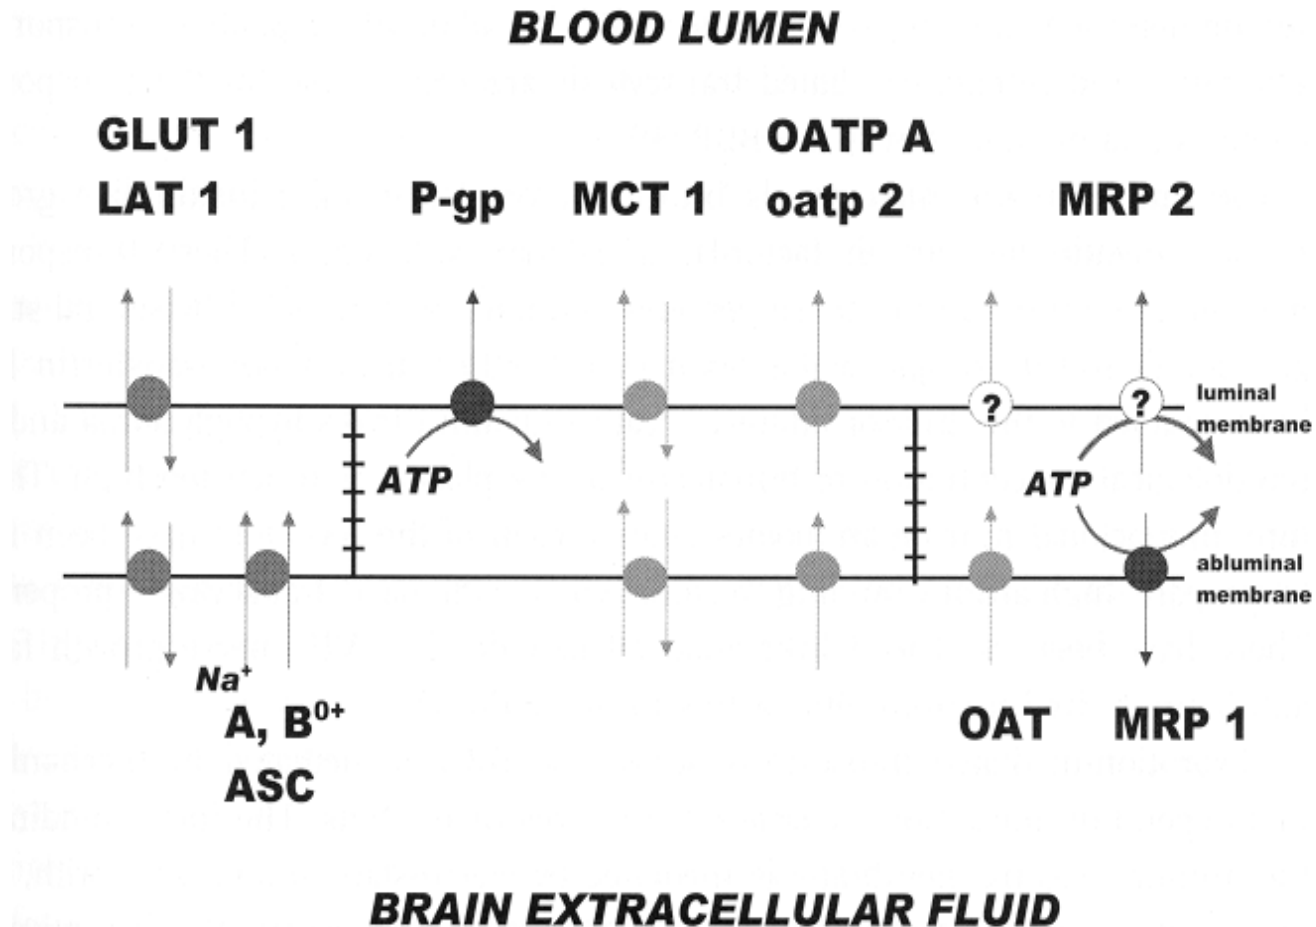 BLOOD LUMEN
GLUT 1
LAT 1
P-gp
MCT 1
OATP A
oatp 2
MRP 2
?
?
luminal
membrane
ATP
ATP
abluminal
membrane
Na⁺
A, B⁰⁺
ASC
OAT
MRP 1
BRAIN EXTRACELLULAR FLUID